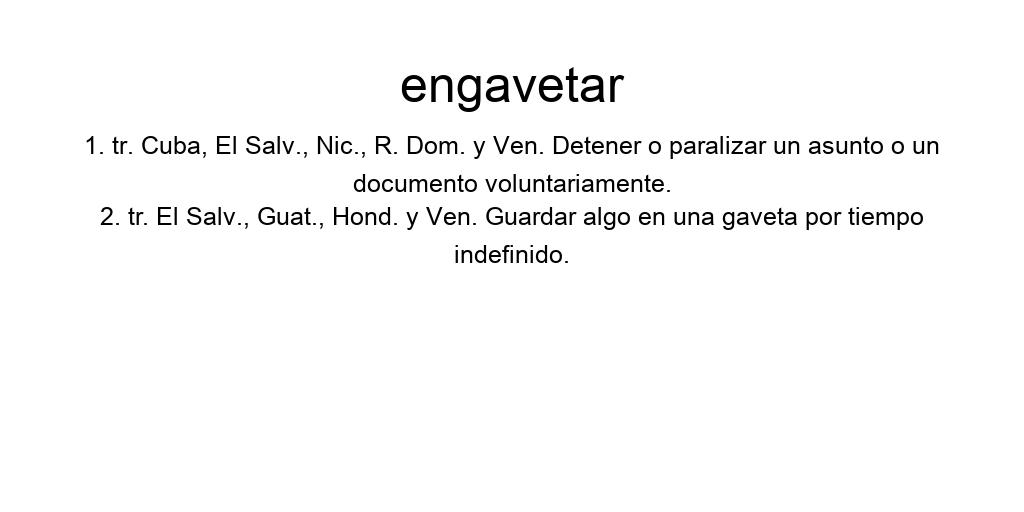 engavetar
1. tr. Cuba, El Salv., Nic., R. Dom. y Ven. Detener o paralizar un asunto o un
documento voluntariamente.
2. tr. El Salv., Guat., Hond. y Ven. Guardar algo en una gaveta por tiempo
indefinido.